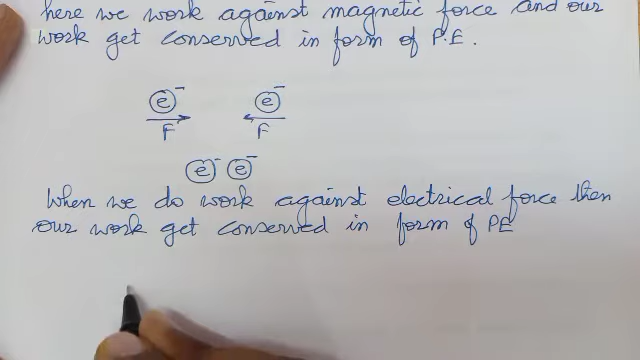 here we work against magnetic force and our
work get conserved in form of P.E.
e⁻ e⁻
F F
e⁻ e⁻
When we do work against electrical force then
our work get conserved in form of PE